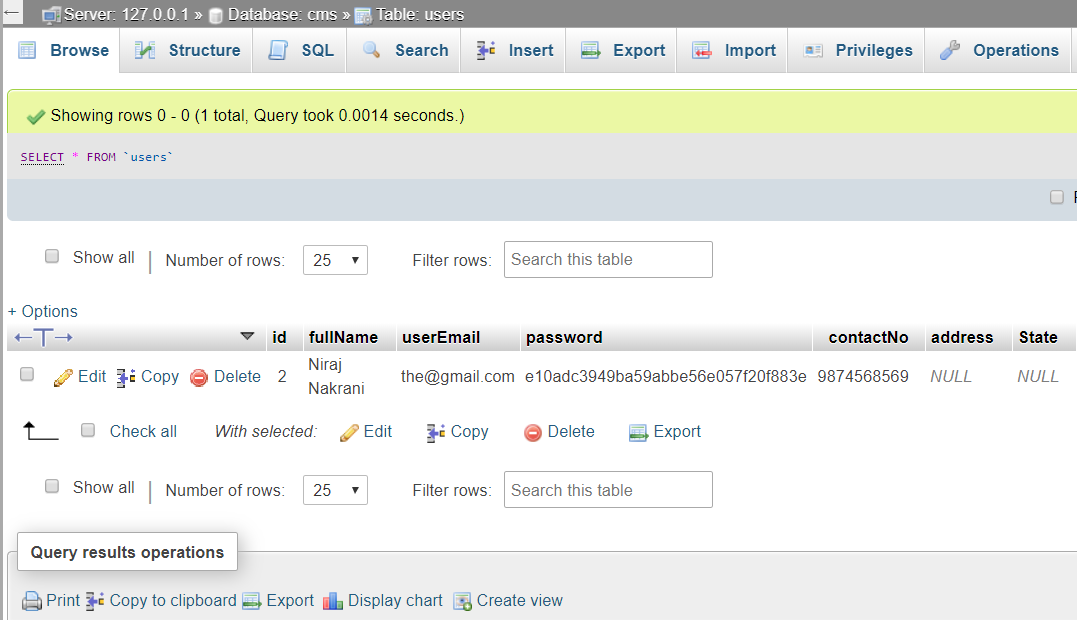 Server: 127.0.0.1 » Database: cms » Table: users
Browse Structure SQL Search Insert Export Import Privileges Operations
Showing rows 0 - 0 (1 total, Query took 0.0014 seconds.)
SELECT * FROM `users`
Show all | Number of rows: 25 Filter rows: Search this table
+ Options
←T→ id fullName userEmail password contactNo address State
Edit Copy Delete 2 Niraj Nakrani the@gmail.com e10adc3949ba59abbe56e057f20f883e 9874568569 NULL NULL
Check all With selected: Edit Copy Delete Export
Show all | Number of rows: 25 Filter rows: Search this table
Query results operations
Print Copy to clipboard Export Display chart Create view